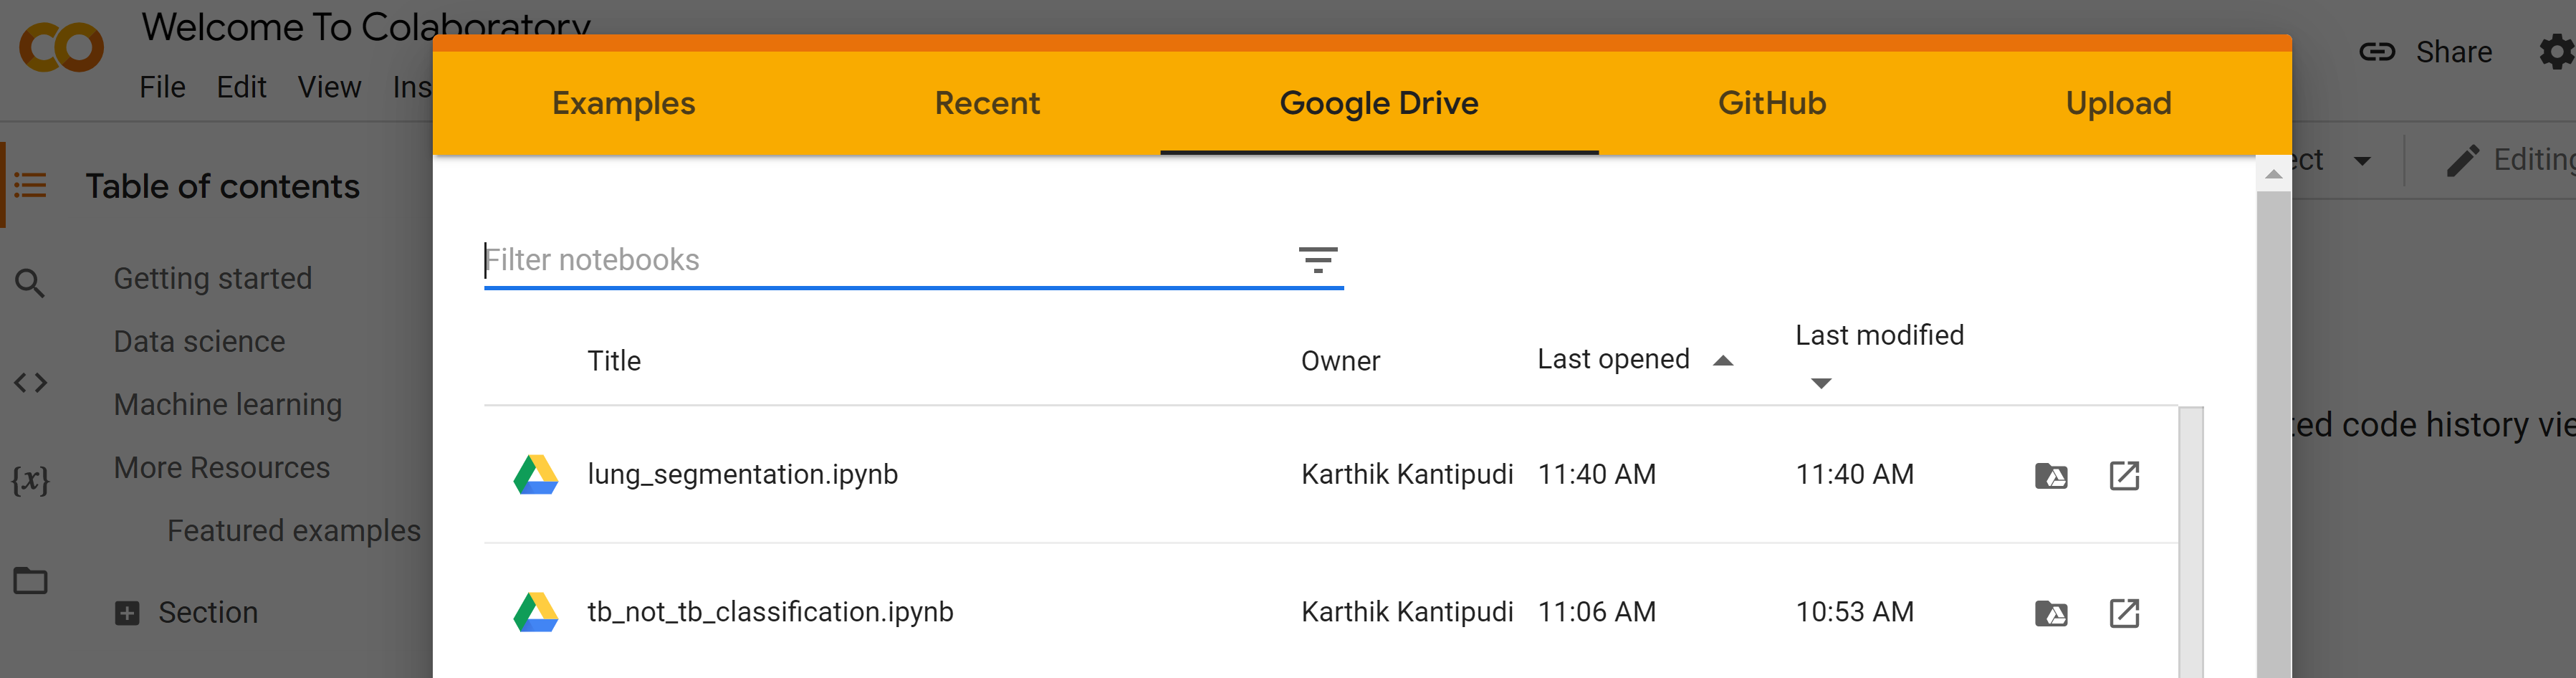 Welcome To Colaboratory
File Edit View Ins
Share
Examples Recent Google Drive GitHub Upload
ect
Editing
Table of contents
Getting started
Data science
Machine learning
More Resources
Featured examples
Section
{x}
Filter notebooks
Title Owner Last opened Last modified
lung_segmentation.ipynb Karthik Kantipudi 11:40 AM 11:40 AM
tb_not_tb_classification.ipynb Karthik Kantipudi 11:06 AM 10:53 AM
ted code history vie